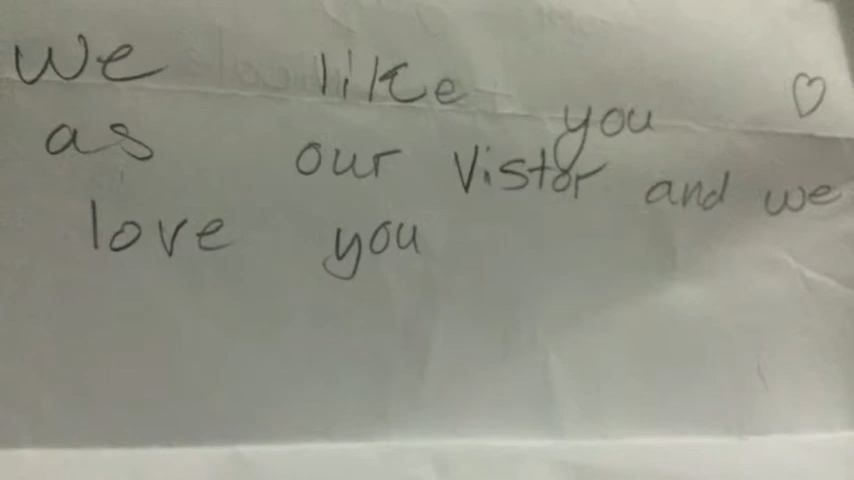 We like you ♡
as our Vistor and we
love you